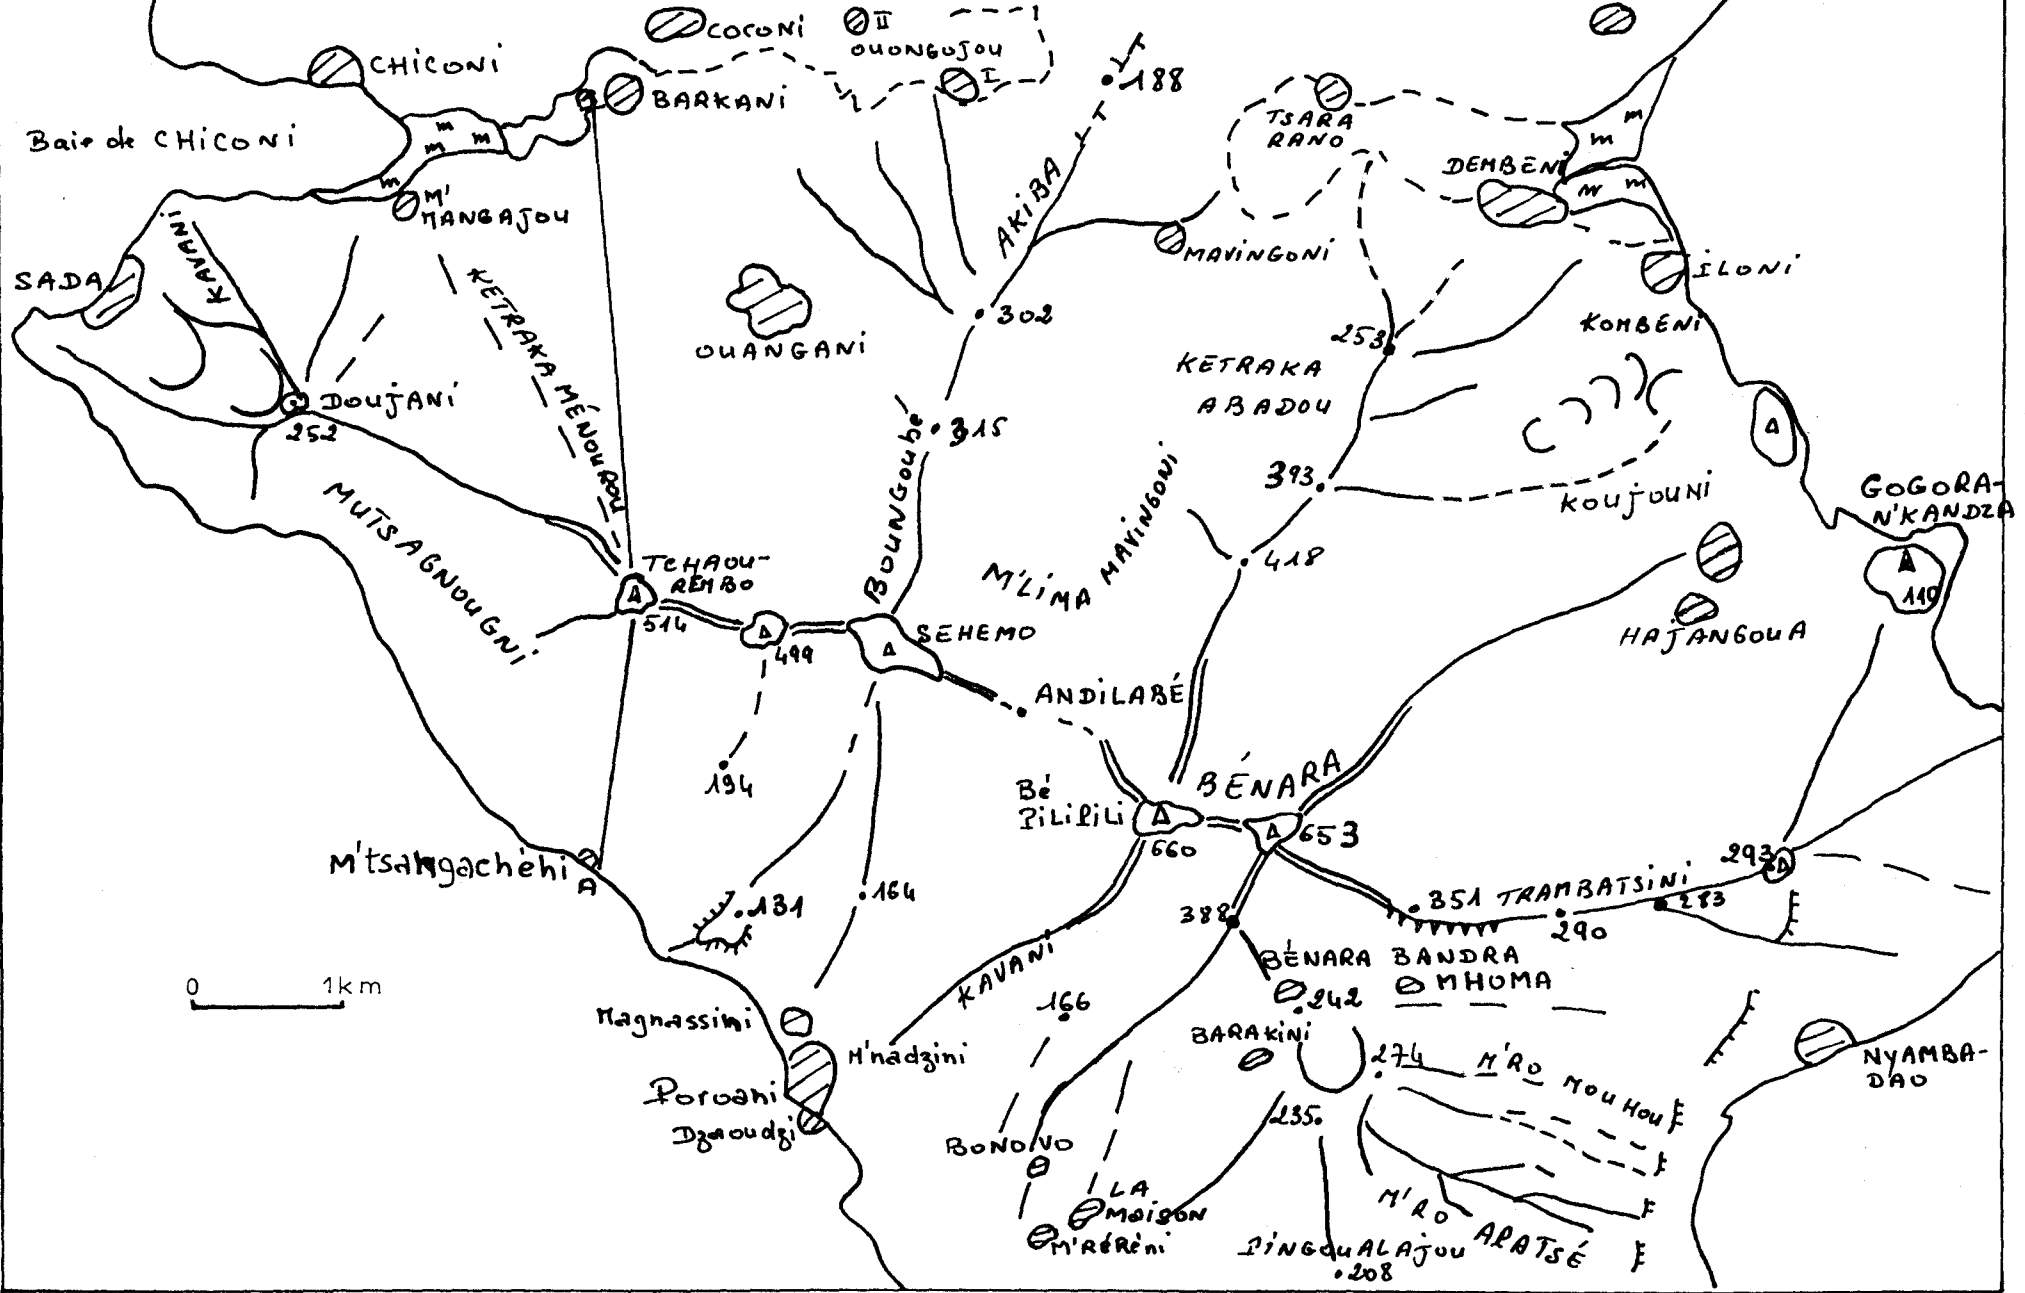 COCONI
II
OUONGOJOU
I
CHICONI
BARKANI
188
Baie de CHICONI
m
m
m
m
m
M'
MANGAJOU
TSARA
RANO
m
m
DEMBENI
m
m
AKIBA
MAVINGONI
ILONI
KAVANI
SADA
KETRAKA MÉNOUROU
302
OUANGANI
KOMBENI
253
KETRAKA
ABADOU
DOUJANI
252
315
BOUNGOUbe
393
KOUJOUNI
GOGORA-
N'KANDZA
110
MUTSAGNOUGNI
M'LIMA MAVINGONI
418
TCHAOU-
REMBO
514
499
SEHEMO
HAJANGOUA
ANDILABÉ
194
Bé
PILIPILI
660
BÉNARA
653
M'tsangachéhi
A
131
164
388
351
TRAMBATSINI
293
283
290
BÉNARA
BANDRA
MHOMA
242
KAVANI
166
BARAKINI
0
1km
Magnassini
M'nadzini
Poroani
Dzaoudzi
274
M'RO MOUHOU
NYAMBA-
DAO
235
BONOVO
LA
MAISON
M'RéRéni
M'RO APATSÉ
PINGOUALAJOU
208